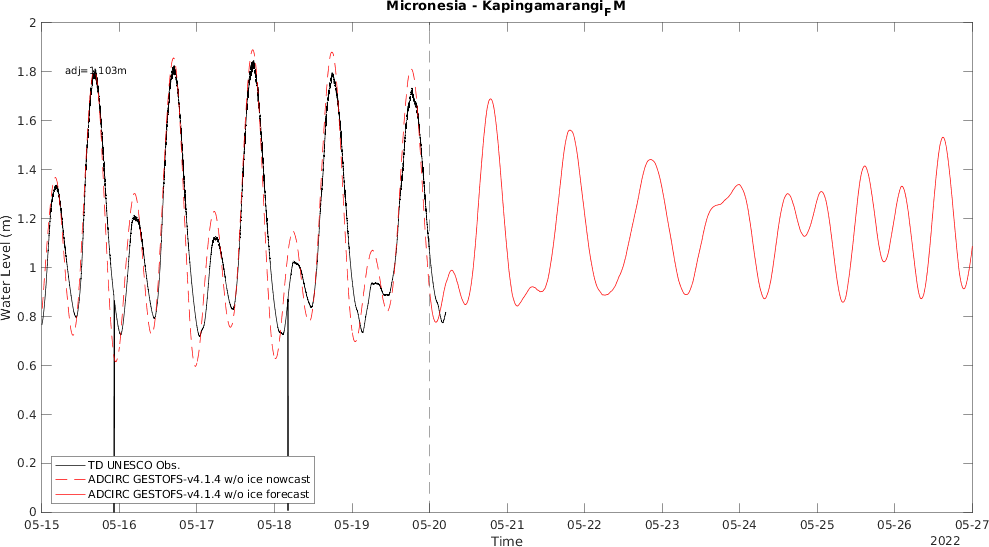 Micronesia - Kapingamarangi_FM
2
1.8
1.6
1.4
1.2
1
0.8
0.6
0.4
0.2
0
Water Level (m)
adj=1.103m
TD UNESCO Obs.
ADCIRC GESTOFS-v4.1.4 w/o ice nowcast
ADCIRC GESTOFS-v4.1.4 w/o ice forecast
05-15 05-16 05-17 05-18 05-19 05-20 05-21 05-22 05-23 05-24 05-25 05-26 05-27
Time
2022